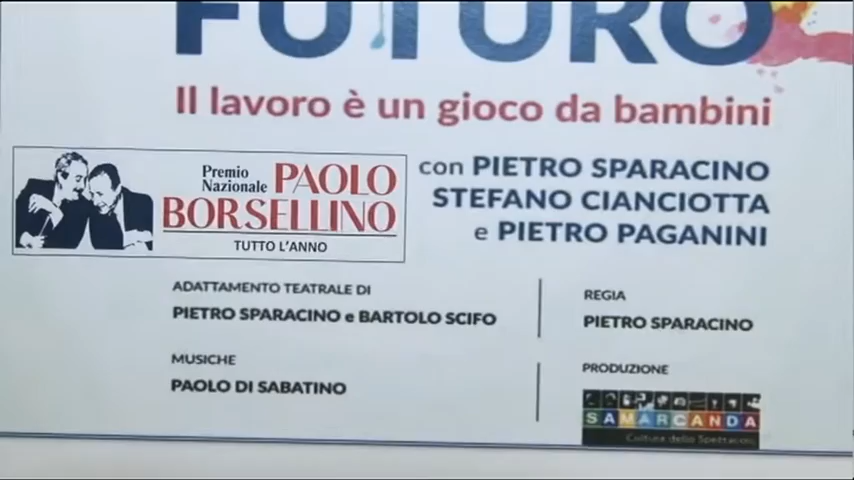 FUTURO
Il lavoro è un gioco da bambini
Premio
Nazionale PAOLO
BORSELLINO
TUTTO L'ANNO
con PIETRO SPARACINO
STEFANO CIANCIOTTA
e PIETRO PAGANINI
ADATTAMENTO TEATRALE DI
PIETRO SPARACINO e BARTOLO SCIFO
REGIA
PIETRO SPARACINO
MUSICHE
PAOLO DI SABATINO
PRODUZIONE
SAMARCANDA